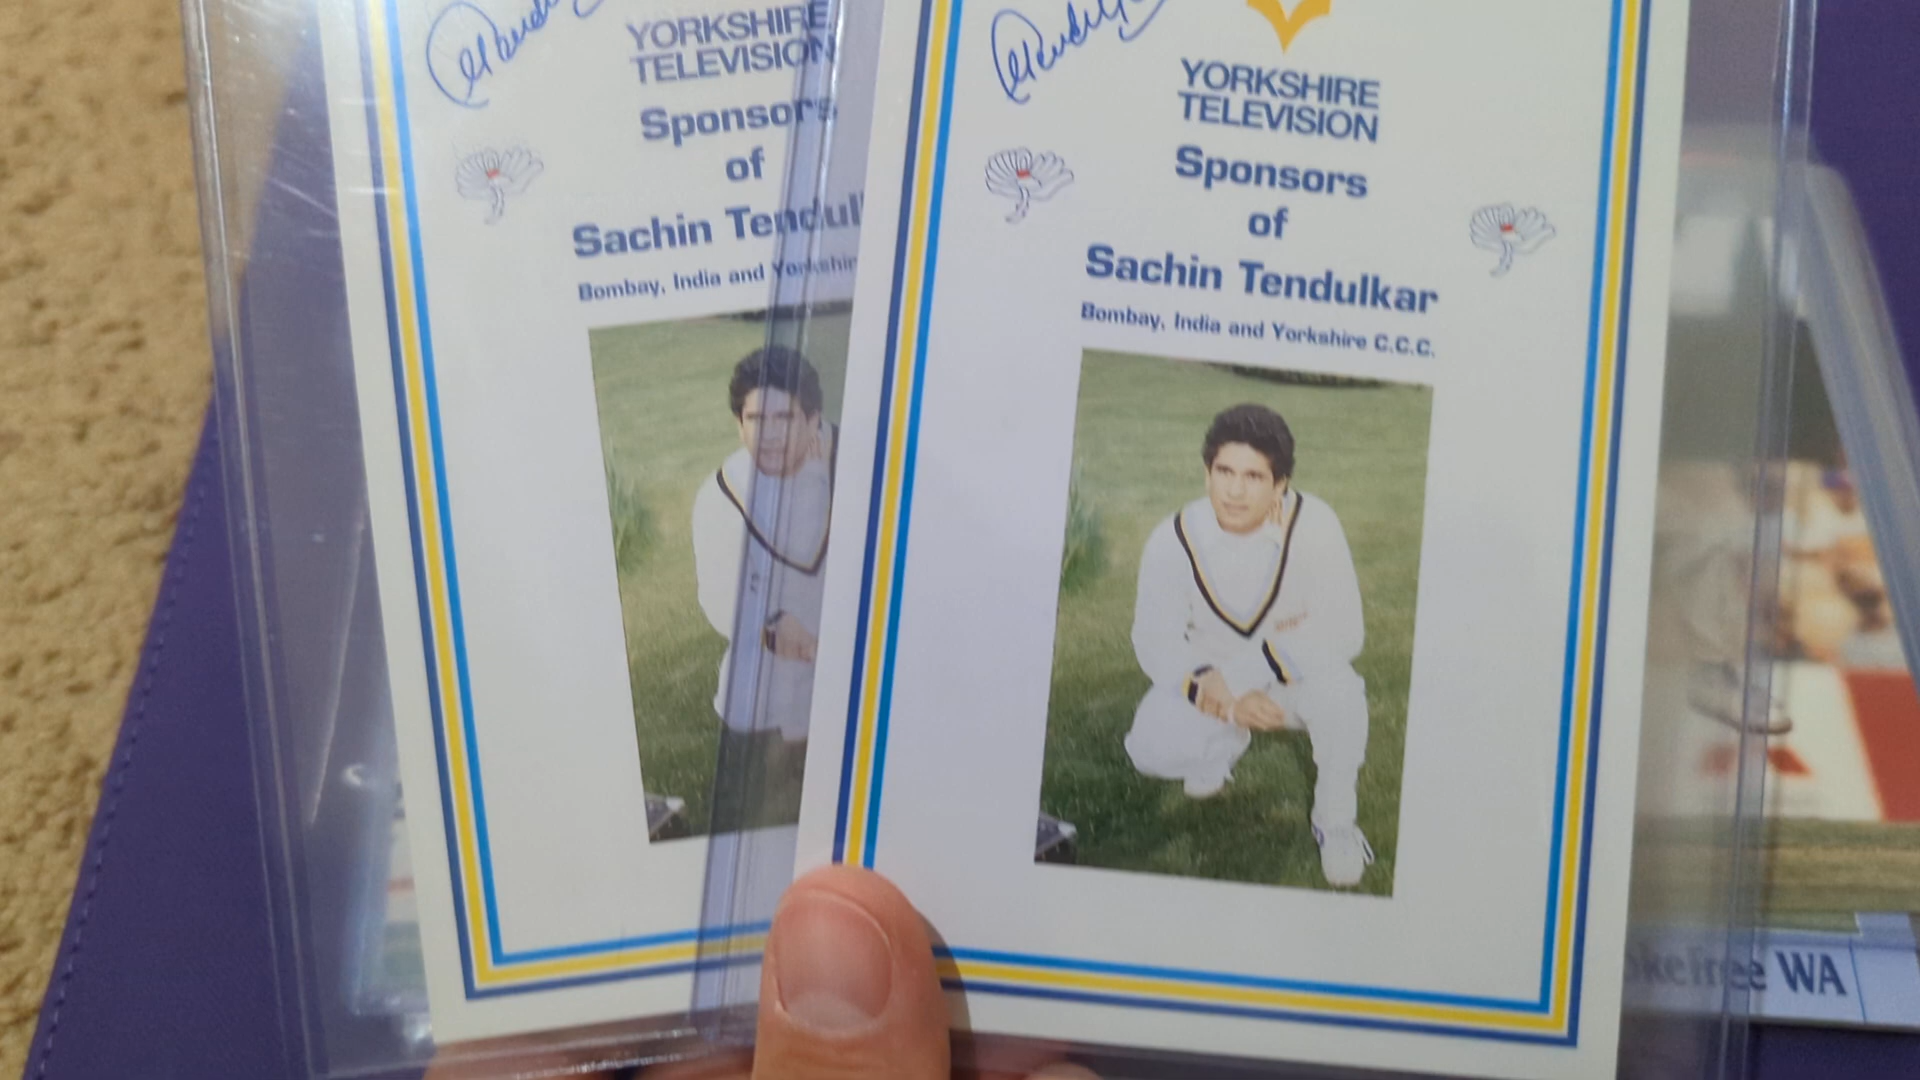 YORKSHIRE
TELEVISION
Sponsors
of
Sachin Tendul
Bombay, India and Yorkshir
YORKSHIRE
TELEVISION
Sponsors
of
Sachin Tendulkar
Bombay, India and Yorkshire C.C.C.
WA